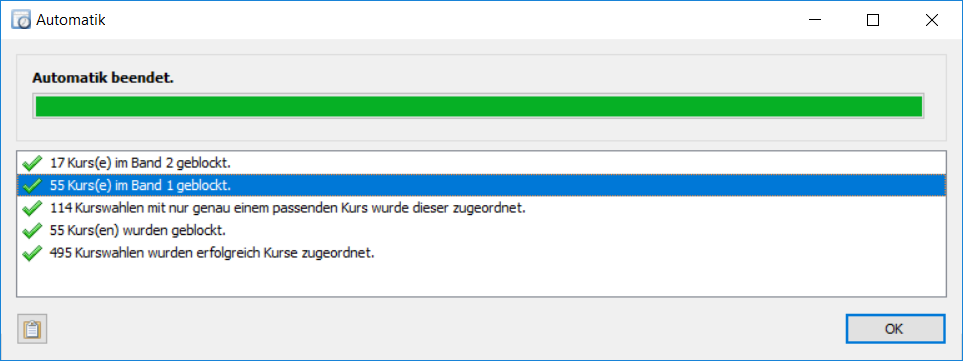 Automatik
Automatik beendet.
17 Kurs(e) im Band 2 geblockt.
55 Kurs(e) im Band 1 geblockt.
114 Kurswahlen mit nur genau einem passenden Kurs wurde dieser zugeordnet.
55 Kurs(en) wurden geblockt.
495 Kurswahlen wurden erfolgreich Kurse zugeordnet.
OK